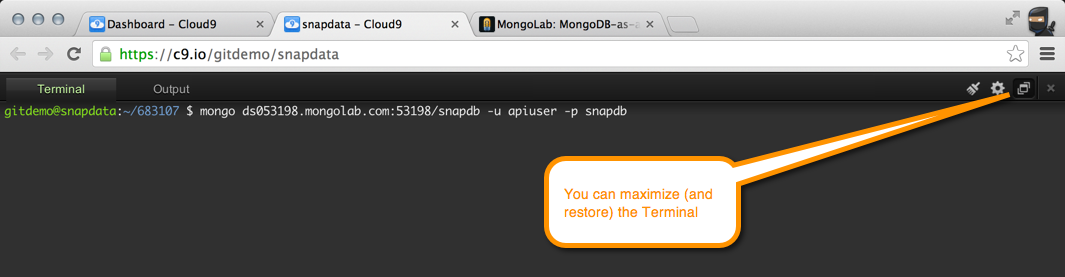 Dashboard – Cloud9
snapdata – Cloud9
MongoLab: MongoDB-as-a
https://c9.io/gitdemo/snapdata
Terminal
Output
gitdemo@snapdata:~/683107 $ mongo ds053198.mongolab.com:53198/snapdb -u apiuser -p snapdb
You can maximize (and
restore) the Terminal